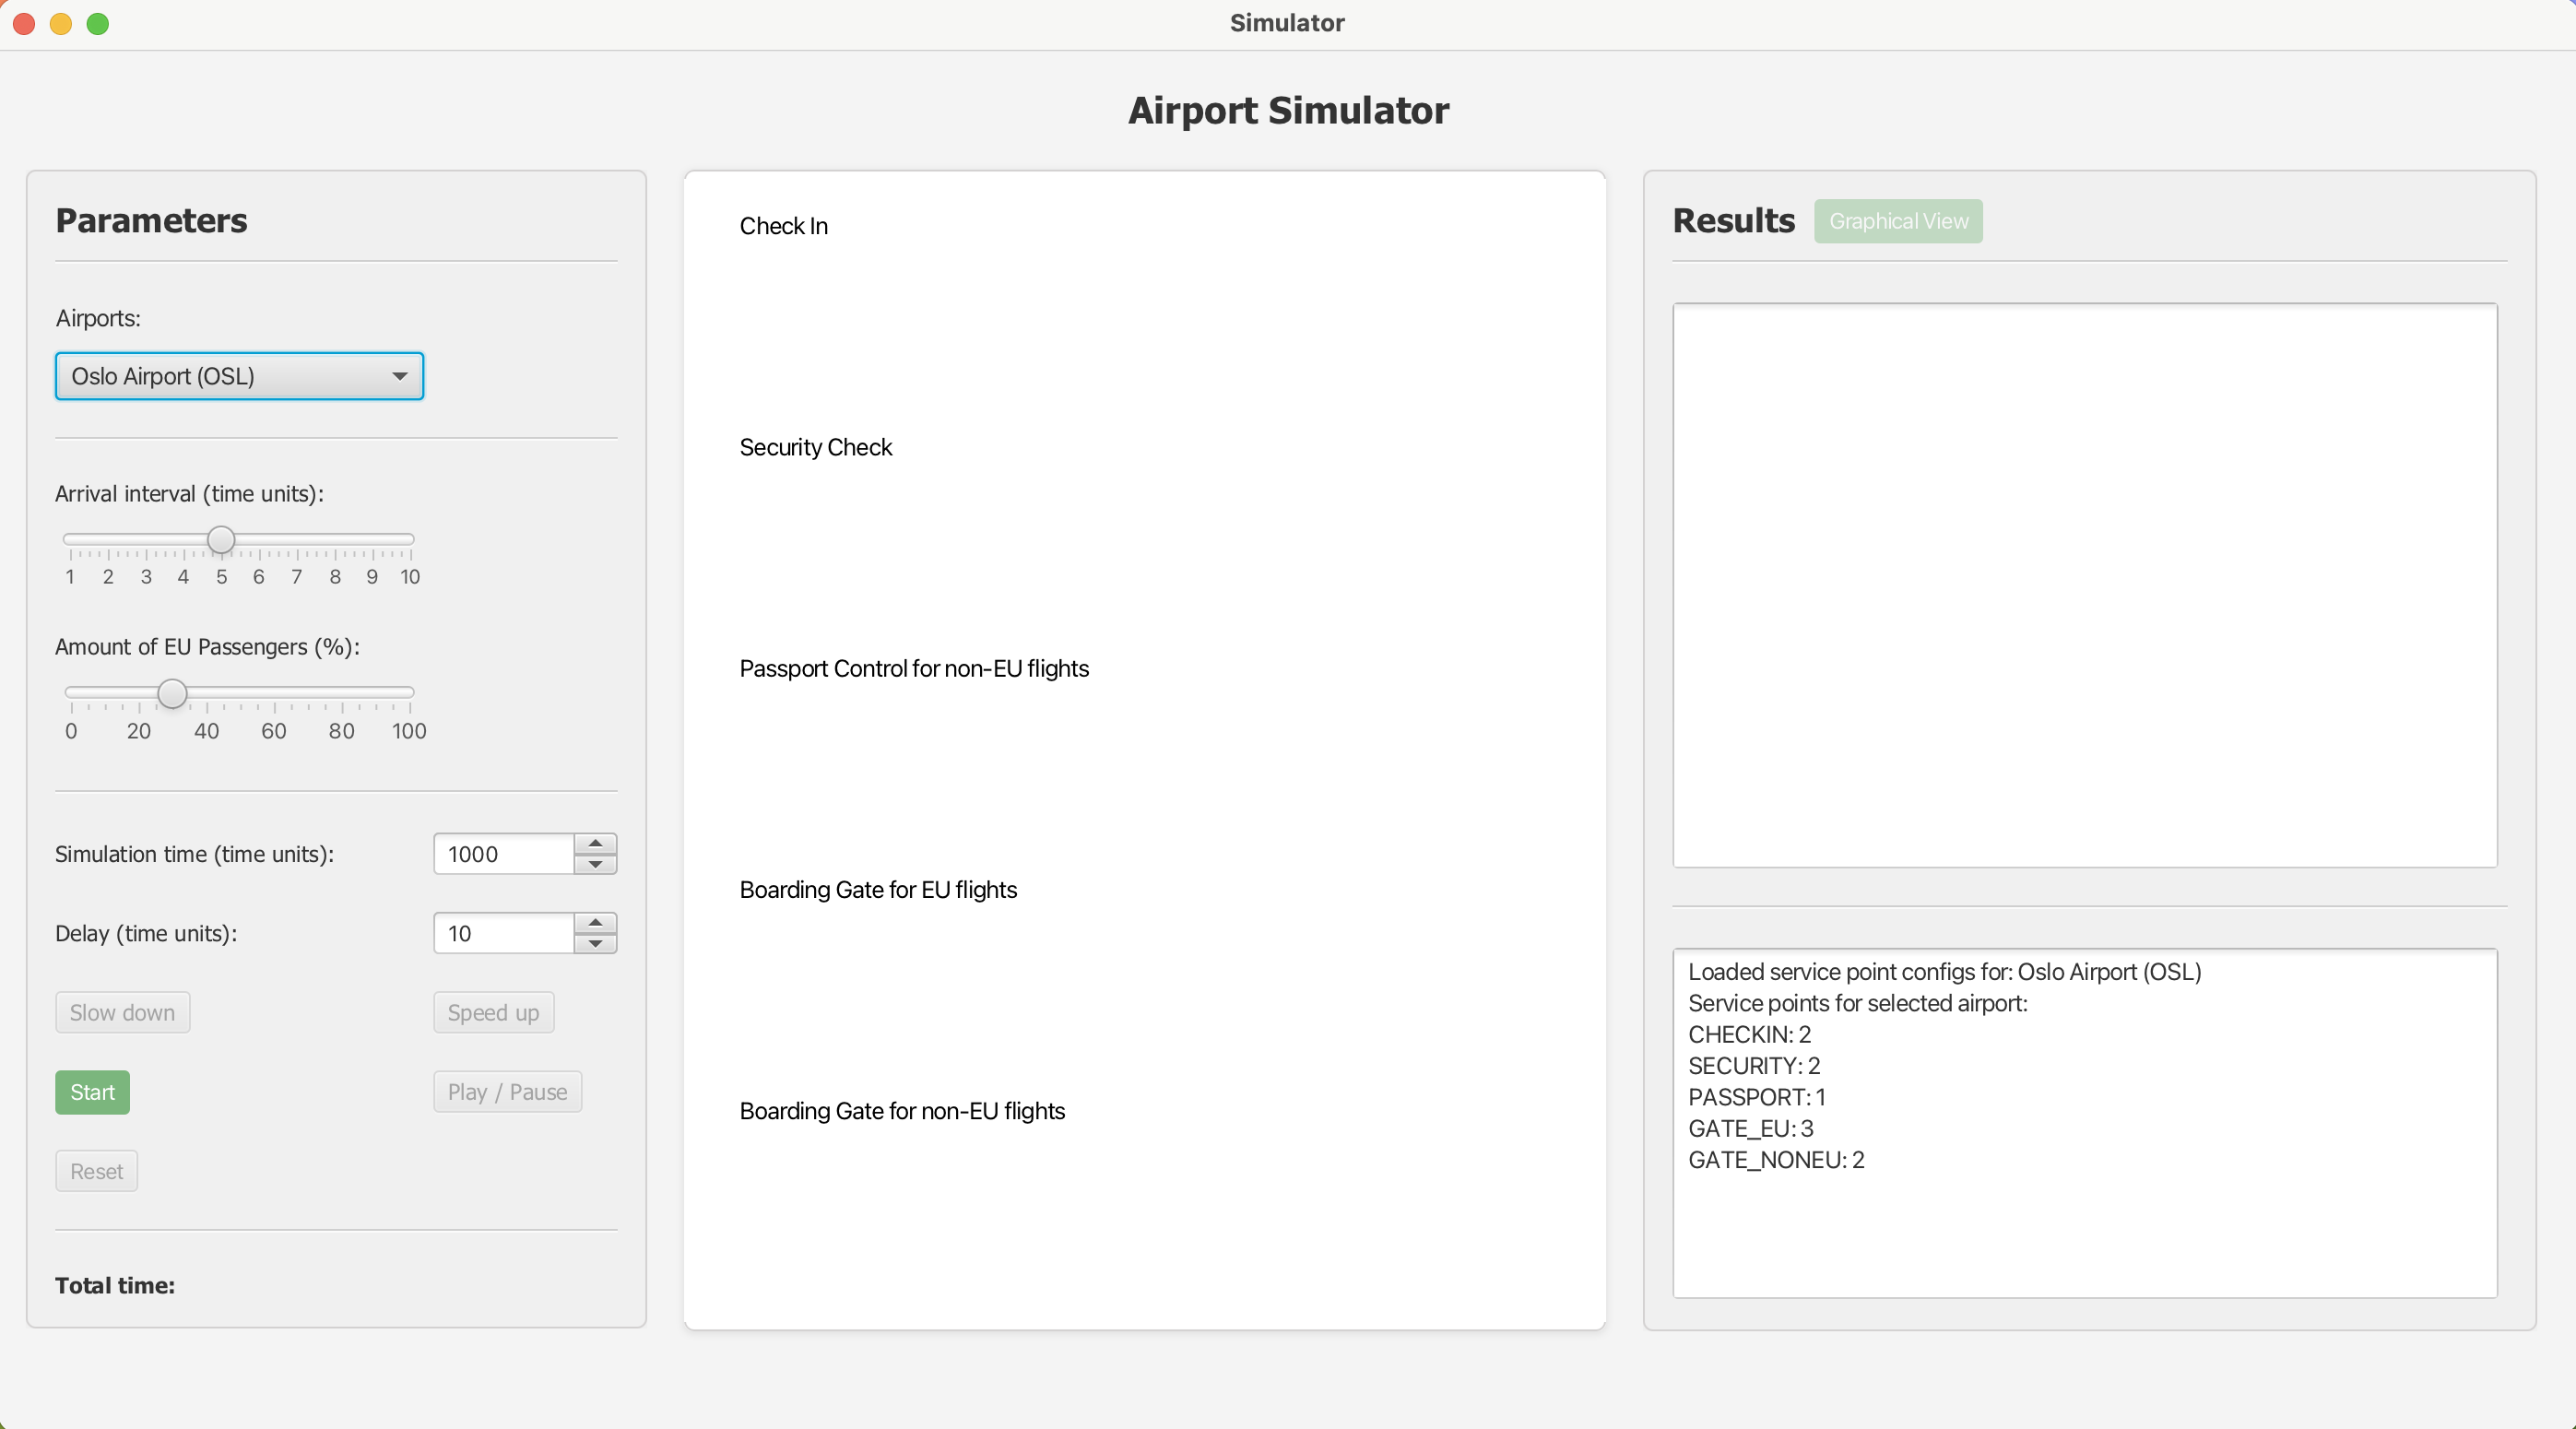 Simulator
Airport Simulator
Parameters
Airports:
Oslo Airport (OSL)
Arrival interval (time units):
1 2 3 4 5 6 7 8 9 10
Amount of EU Passengers (%):
0 20 40 60 80 100
Simulation time (time units):
1000
Delay (time units):
10
Slow down
Speed up
Start
Play / Pause
Reset
Total time:
Check In
Security Check
Passport Control for non-EU flights
Boarding Gate for EU flights
Boarding Gate for non-EU flights
Results
Graphical View
Loaded service point configs for: Oslo Airport (OSL)
Service points for selected airport:
CHECKIN: 2
SECURITY: 2
PASSPORT: 1
GATE_EU: 3
GATE_NONEU: 2